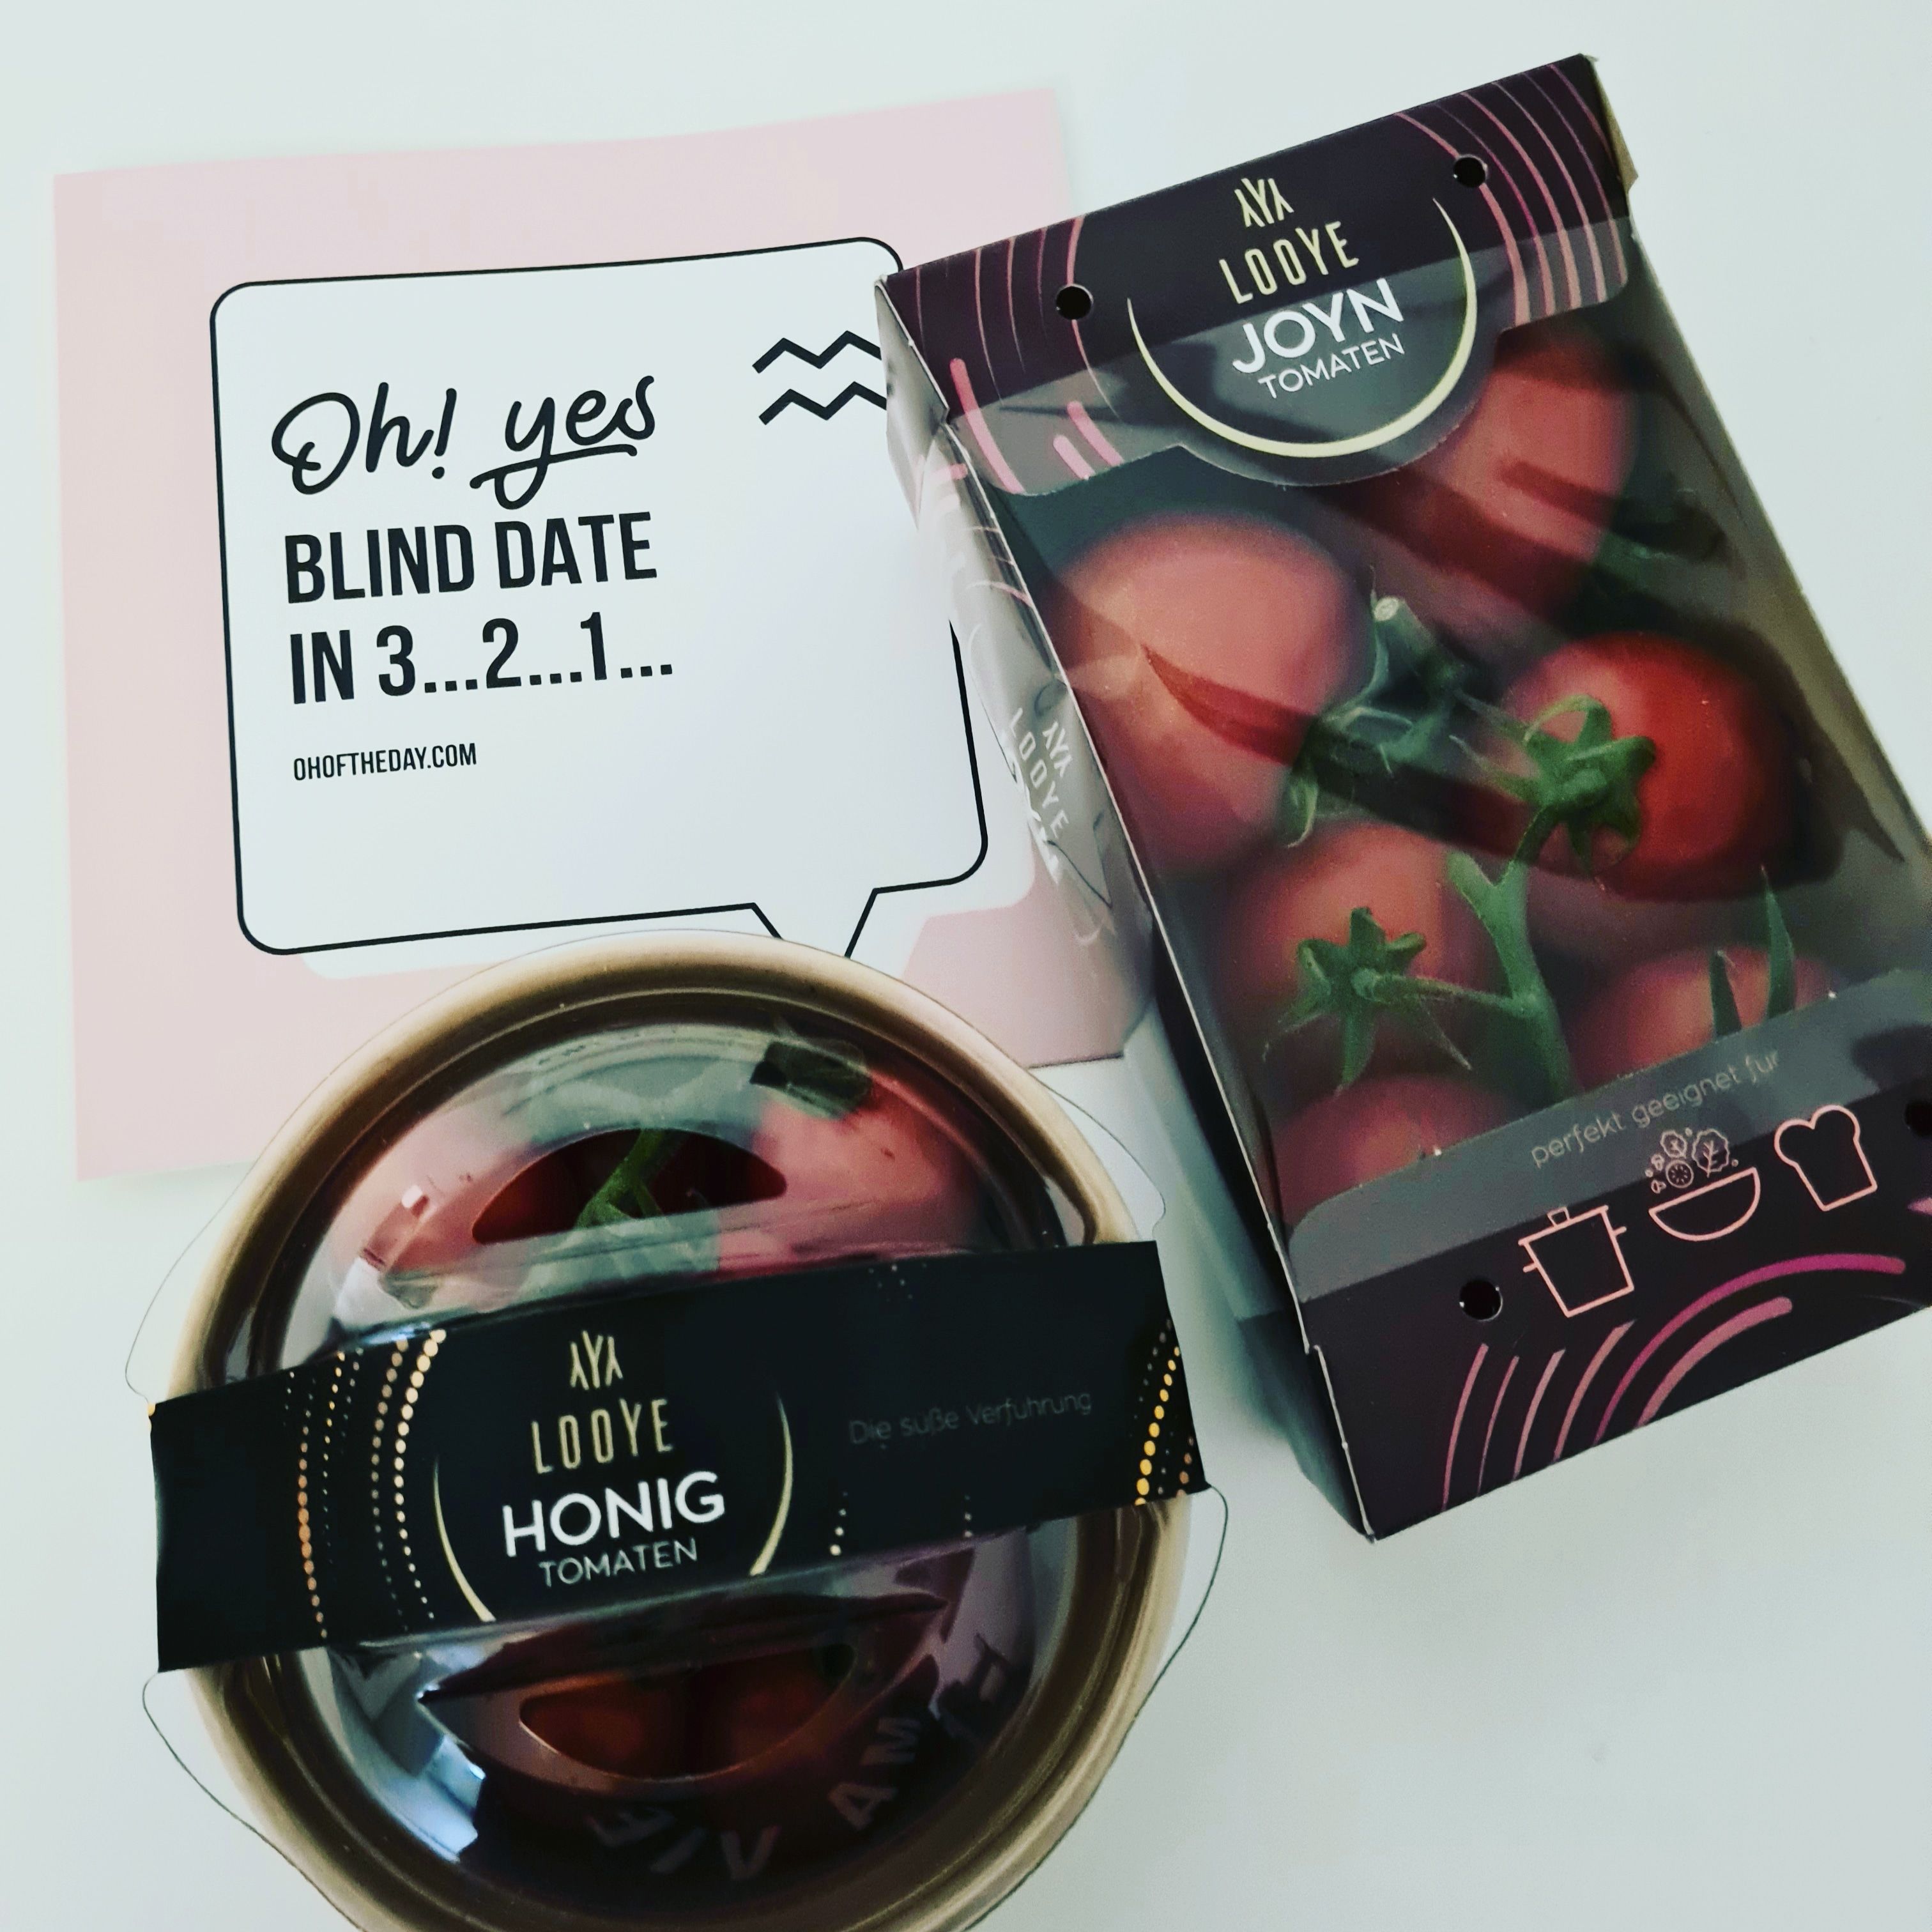 Oh! yes
BLIND DATE
IN 3...2...1...
OHOFTHEDAY.COM
LOOYE
JOYN
TOMATEN
LOOYE
perfekt geeignet für
LOOYE
HONIG
TOMATEN
Die süße Verführung